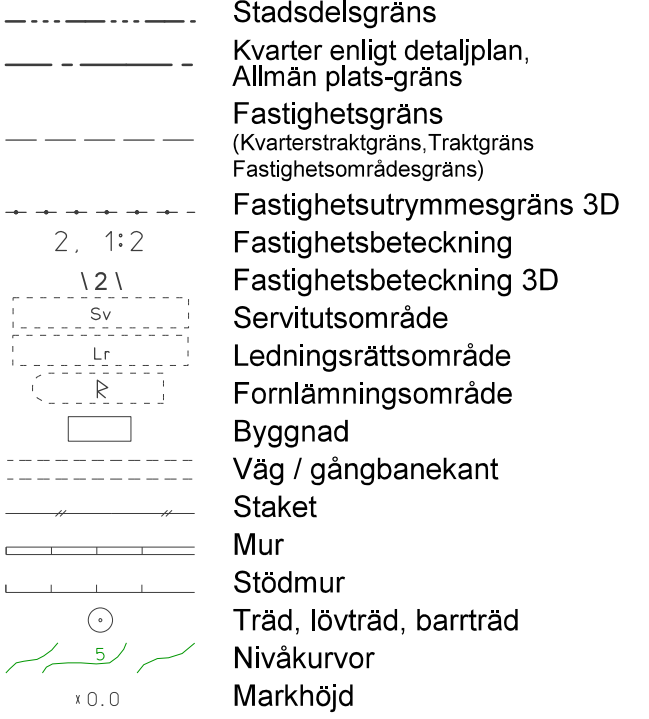 Stadsdelsgräns
Kvarter enligt detaljplan,
Allmän plats-gräns
Fastighetsgräns
(Kvarterstraktgräns,Traktgräns
Fastighetsområdesgräns)
Fastighetsutrymmesgräns 3D
2, 1:2 Fastighetsbeteckning
\2\ Fastighetsbeteckning 3D
Sv Servitutsområde
Lr Ledningsrättsområde
R Fornlämningsområde
Byggnad
Väg / gångbanekant
Staket
Mur
Stödmur
Träd, lövträd, barrträd
5 Nivåkurvor
x0.0 Markhöjd